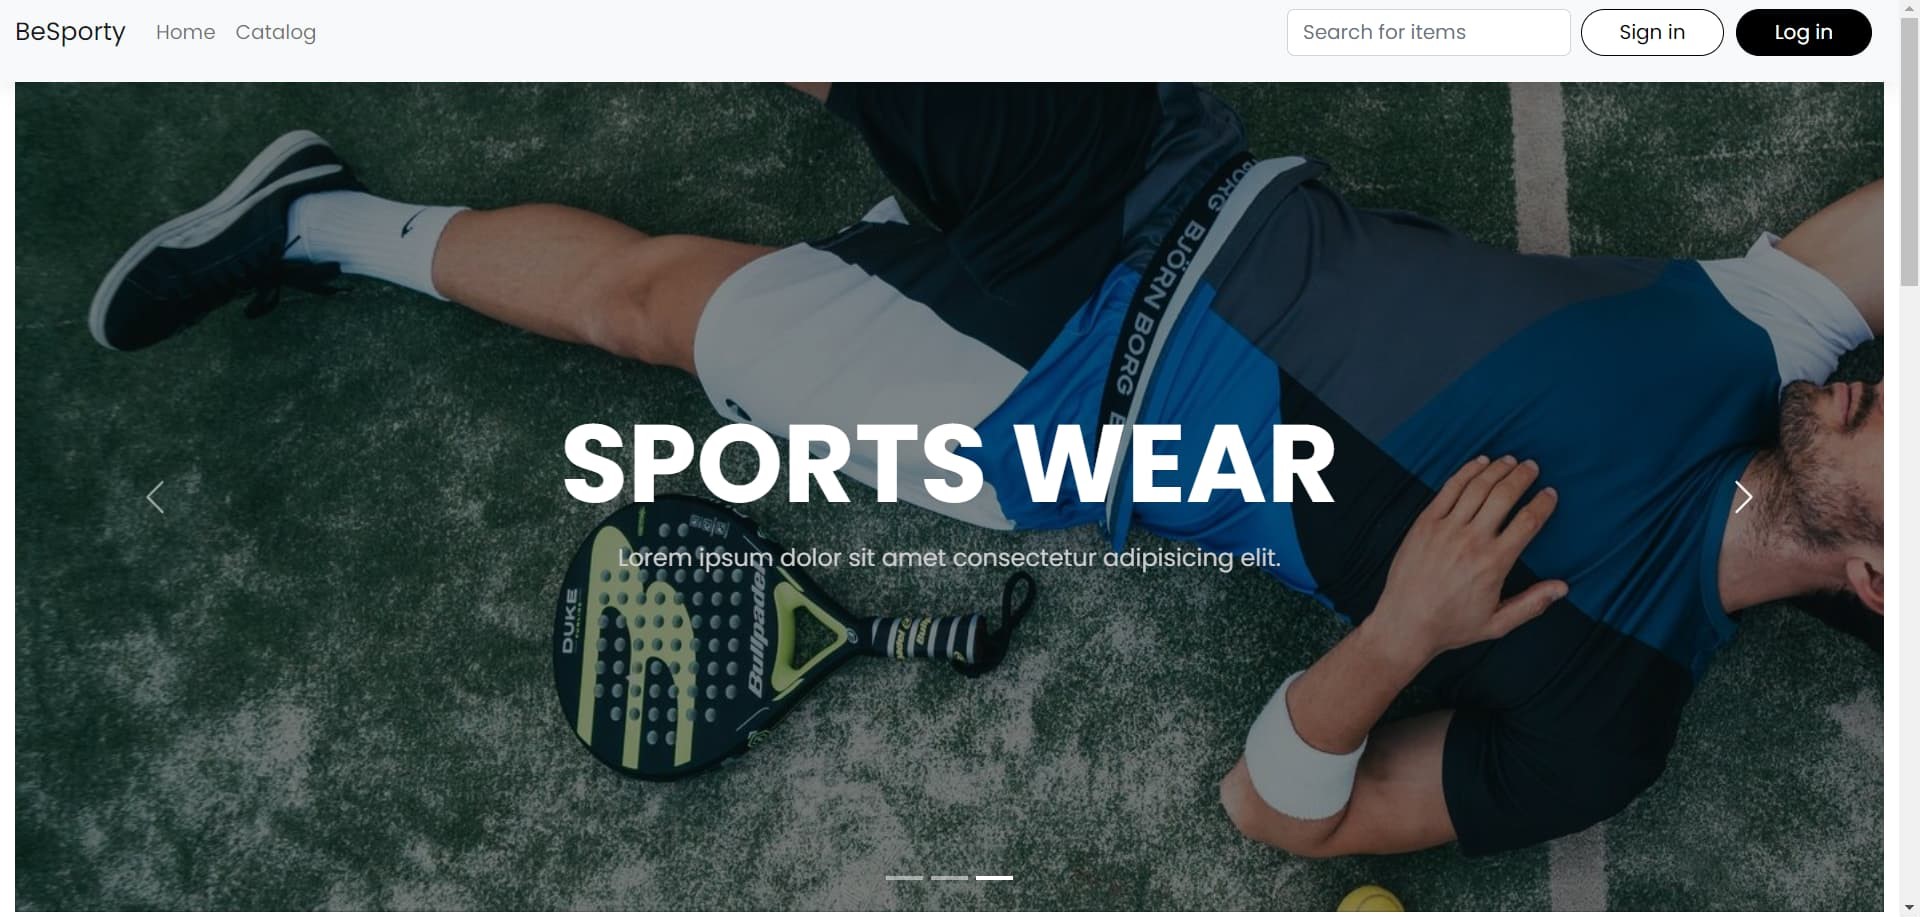 BeSporty Home Catalog Search for items Sign in Log in
BORG BJÖRN BORG
SPORTS WEAR
Lorem ipsum dolor sit amet consectetur adipisicing elit.
DUKE
Bullpadel